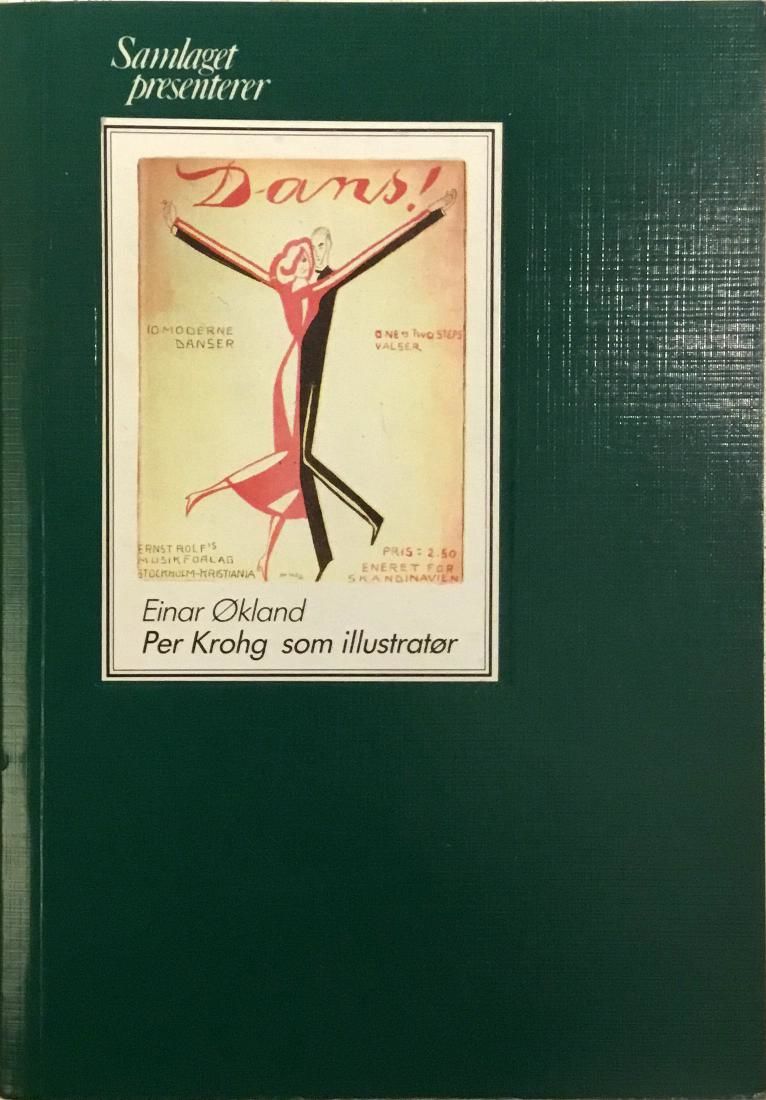 Samlaget
presenterer
Dans!
10 MODERNE
DANSER
ONE & TWO STEPS
VALSER
ERNST ROLF'S
MUSIKFORLAG
STOCKHOLM-KRISTIANIA
PRIS: 2.50
ENERET FOR
SKANDINAVIEN
Einar Økland
Per Krohg som illustratør